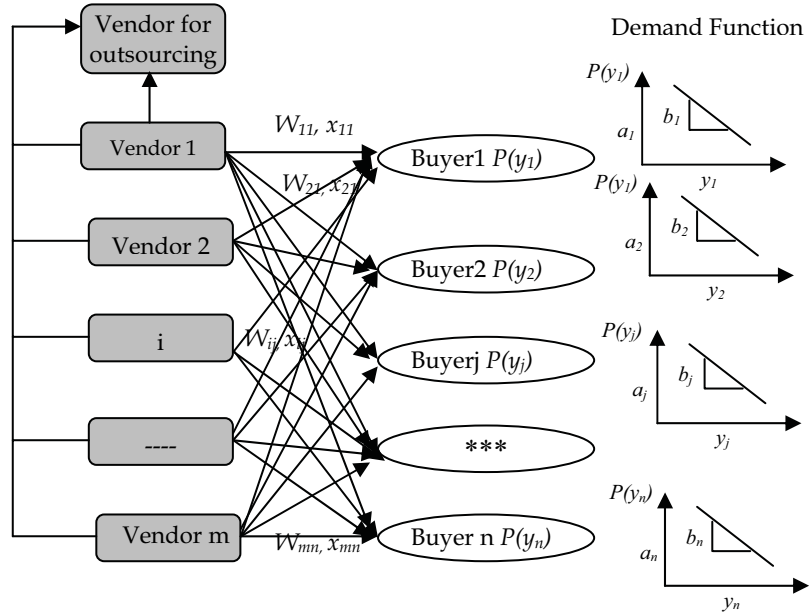 Vendor for
outsourcing
Demand Function
P(y₁)
b₁
a₁
y₁
Vendor 1
W₁₁, x₁₁
Buyer1 P(y₁)
W₂₁, x₂₁
P(y₁)
b₂
a₂
y₂
Vendor 2
Buyer2 P(y₂)
i
Wᵢⱼ, xᵢⱼ
Buyerj P(yⱼ)
P(yⱼ)
bⱼ
aⱼ
yⱼ
----
***
P(yₙ)
bₙ
aₙ
yₙ
Vendor m
Wₘₙ, xₘₙ
Buyer n P(yₙ)